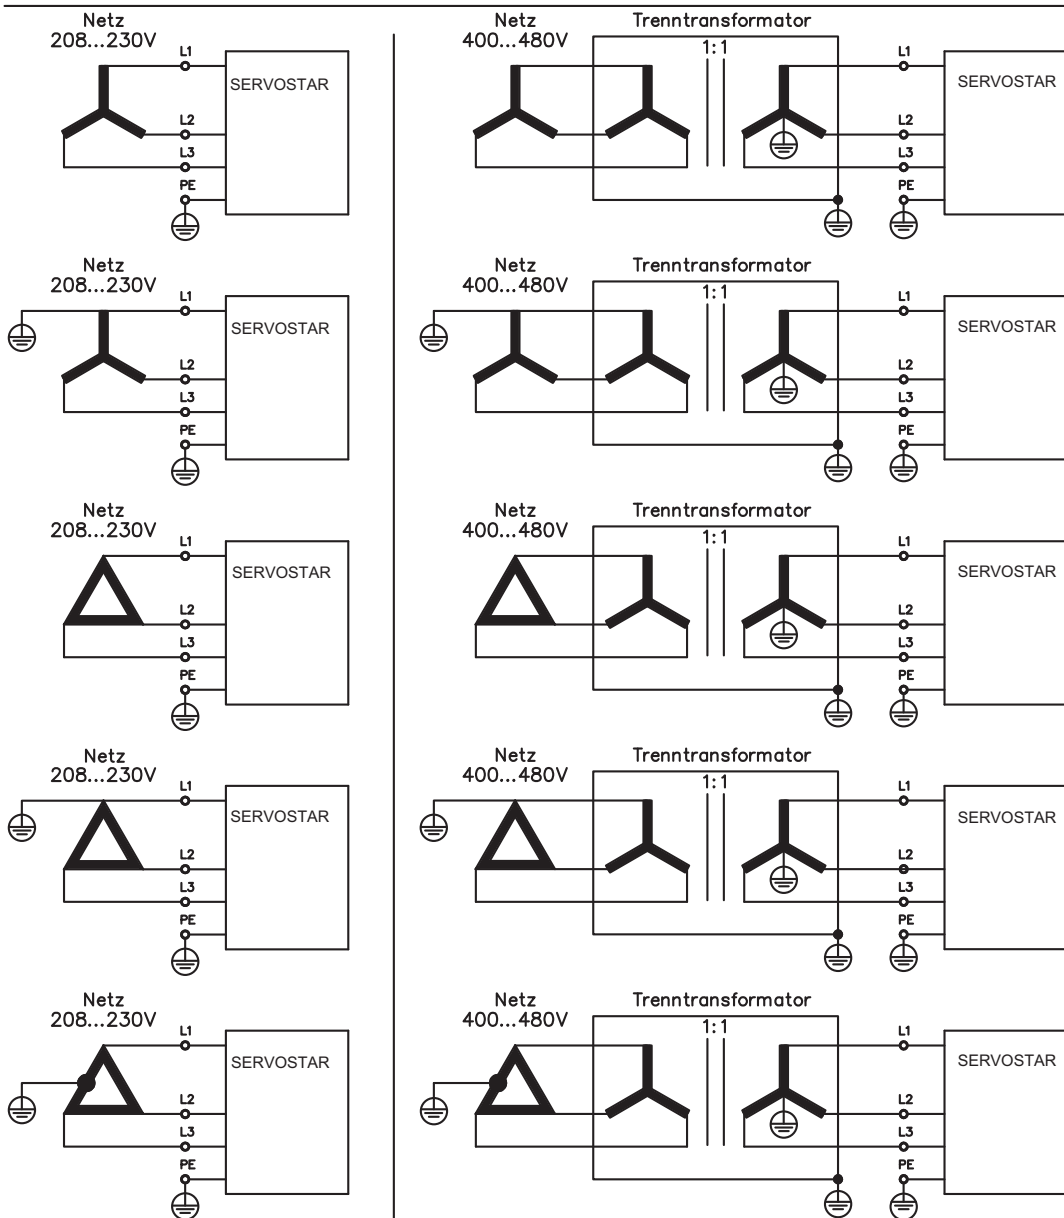 Netz
208...230V
L1
SERVOSTAR
L2
L3
PE
Netz
400...480V
Trenntransformator
1:1
L1
SERVOSTAR
L2
L3
PE
Netz
208...230V
L1
SERVOSTAR
L2
L3
PE
Netz
400...480V
Trenntransformator
1:1
L1
SERVOSTAR
L2
L3
PE
Netz
208...230V
L1
SERVOSTAR
L2
L3
PE
Netz
400...480V
Trenntransformator
1:1
L1
SERVOSTAR
L2
L3
PE
Netz
208...230V
L1
SERVOSTAR
L2
L3
PE
Netz
400...480V
Trenntransformator
1:1
L1
SERVOSTAR
L2
L3
PE
Netz
208...230V
L1
SERVOSTAR
L2
L3
PE
Netz
400...480V
Trenntransformator
1:1
L1
SERVOSTAR
L2
L3
PE